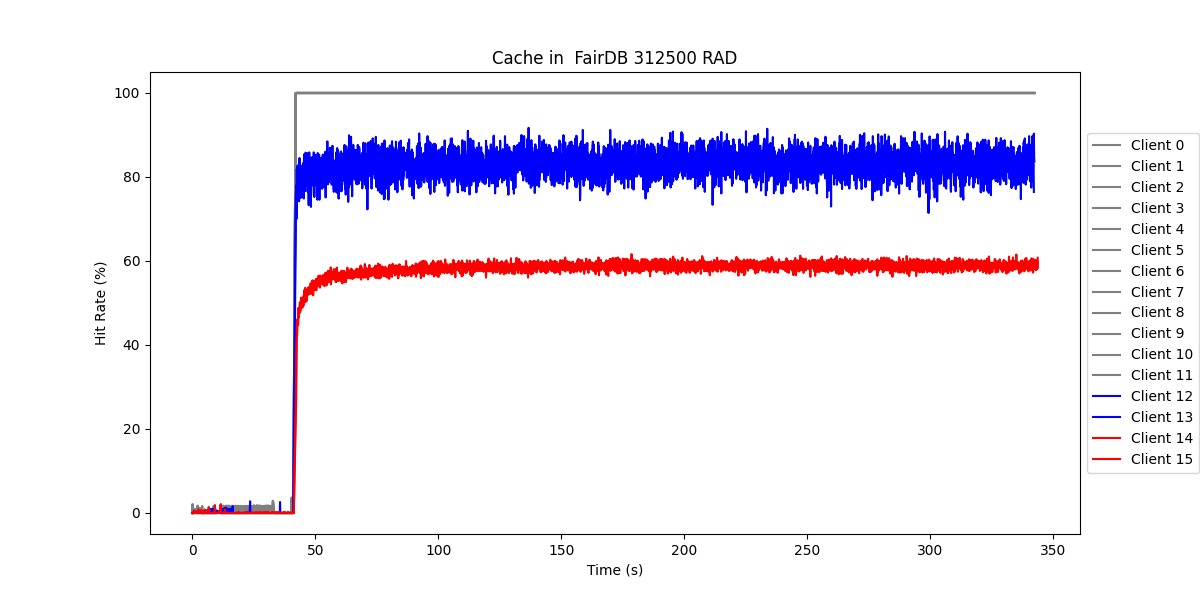 Cache in  FairDB 312500 RAD
Hit Rate (%)
100
80
60
40
20
0
0 50 100 150 200 250 300 350
Time (s)
Client 0
Client 1
Client 2
Client 3
Client 4
Client 5
Client 6
Client 7
Client 8
Client 9
Client 10
Client 11
Client 12
Client 13
Client 14
Client 15